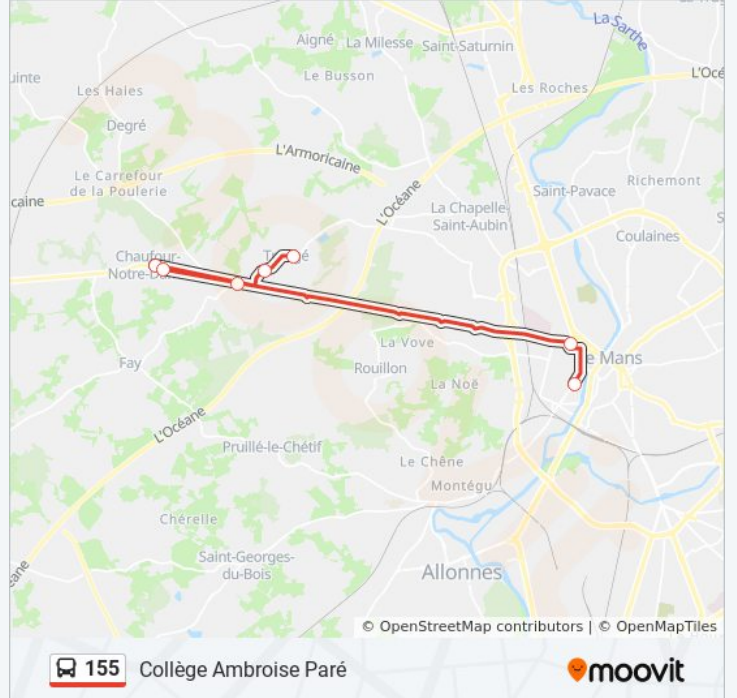 La Sarthe
Aigné
La Milesse
Saint-Saturnin
Le Busson
L'Océ
Les Haies
Les Roches
Degré
L'Armoricaine
Le Carrefour
de la Poulerie
Richemont
Saint-Pavace
caine
L'Océane
La Chapelle-
Saint-Aubin
Coulaines
Chaufour-
Notre-Da
La Vove
e Mans
Fay
Rouillon
La Noë
L'Océane
Pruillé-le-Chétif
Le Chêne
Montégu
Chérelle
Saint-Georges-
du-Bois
Allonnes
© OpenStreetMap contributors | © OpenMapTiles
155 Collège Ambroise Paré
moovit